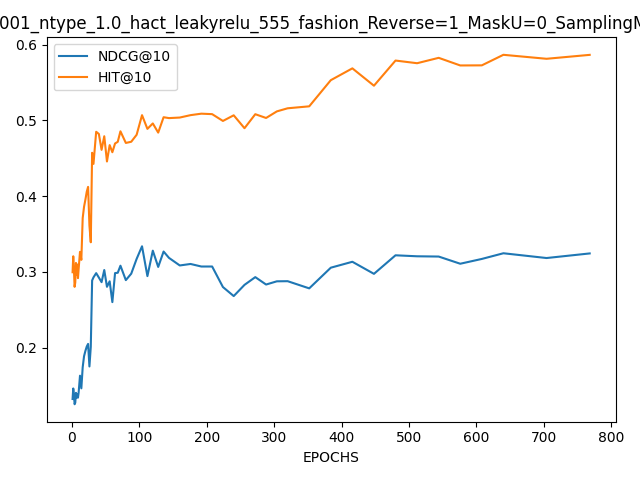 001_ntype_1.0_hact_leakyrelu_555_fashion_Reverse=1_MaskU=0_SamplingM
NDCG@10
HIT@10
0.6
0.5
0.4
0.3
0.2
0 100 200 300 400 500 600 700 800
EPOCHS